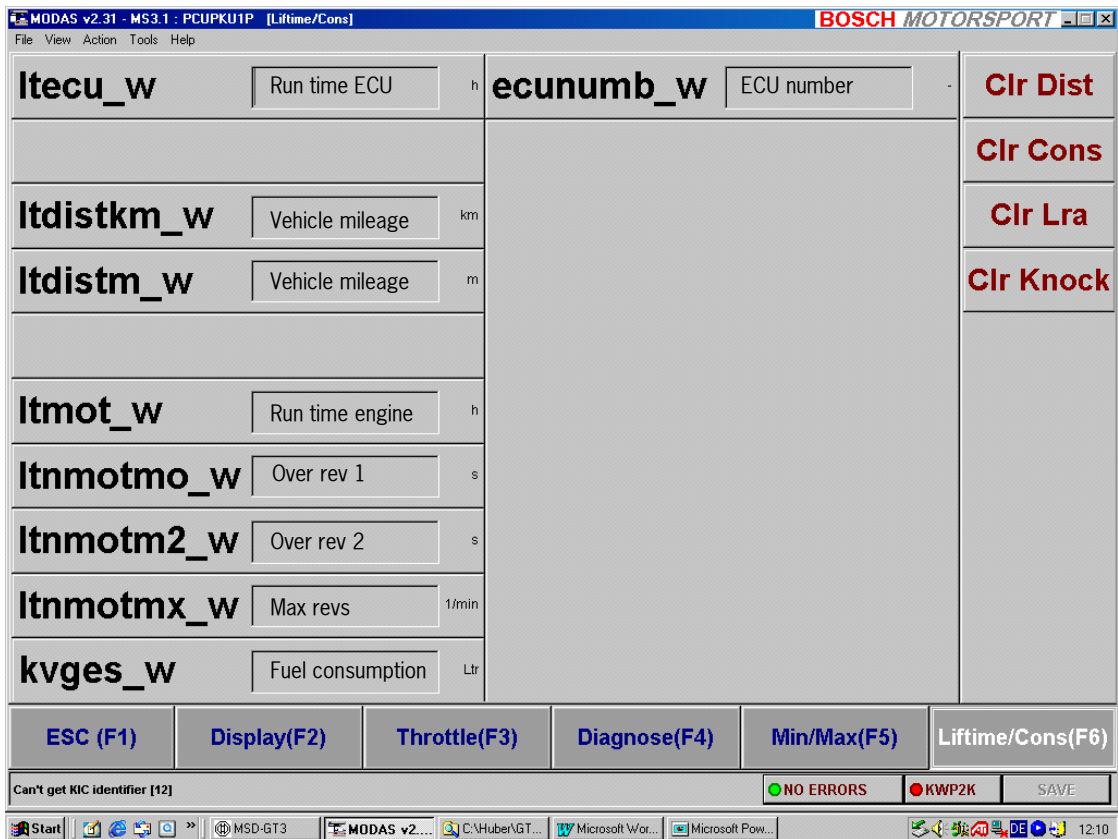 MODAS v2.31 - MS3.1 : PCUPKU1P [Liftime/Cons]
BOSCH MOTORSPORT
File View Action Tools Help
ltecu_w Run time ECU h
ecunumb_w ECU number -
Clr Dist
Clr Cons
ltdistkm_w Vehicle mileage km
Clr Lra
ltdistm_w Vehicle mileage m
Clr Knock
ltmot_w Run time engine h
ltnmotmo_w Over rev 1 s
ltnmotm2_w Over rev 2 s
ltnmotmx_w Max revs 1/min
kvges_w Fuel consumption Ltr
ESC (F1) Display(F2) Throttle(F3) Diagnose(F4) Min/Max(F5) Liftime/Cons(F6)
Can't get KIC identifier [12] NO ERRORS KWP2K SAVE
Start » MSD-GT3 MODAS v2.... C:\Huber\GT... Microsoft Wor... Microsoft Pow... DE 12:10